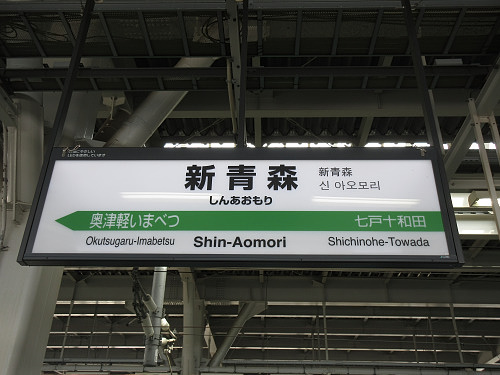 新青森
新青森
신 아오모리
しんあおもり
奥津軽いまべつ
七戸十和田
Okutsugaru-Imabetsu
Shin-Aomori
Shichinohe-Towada